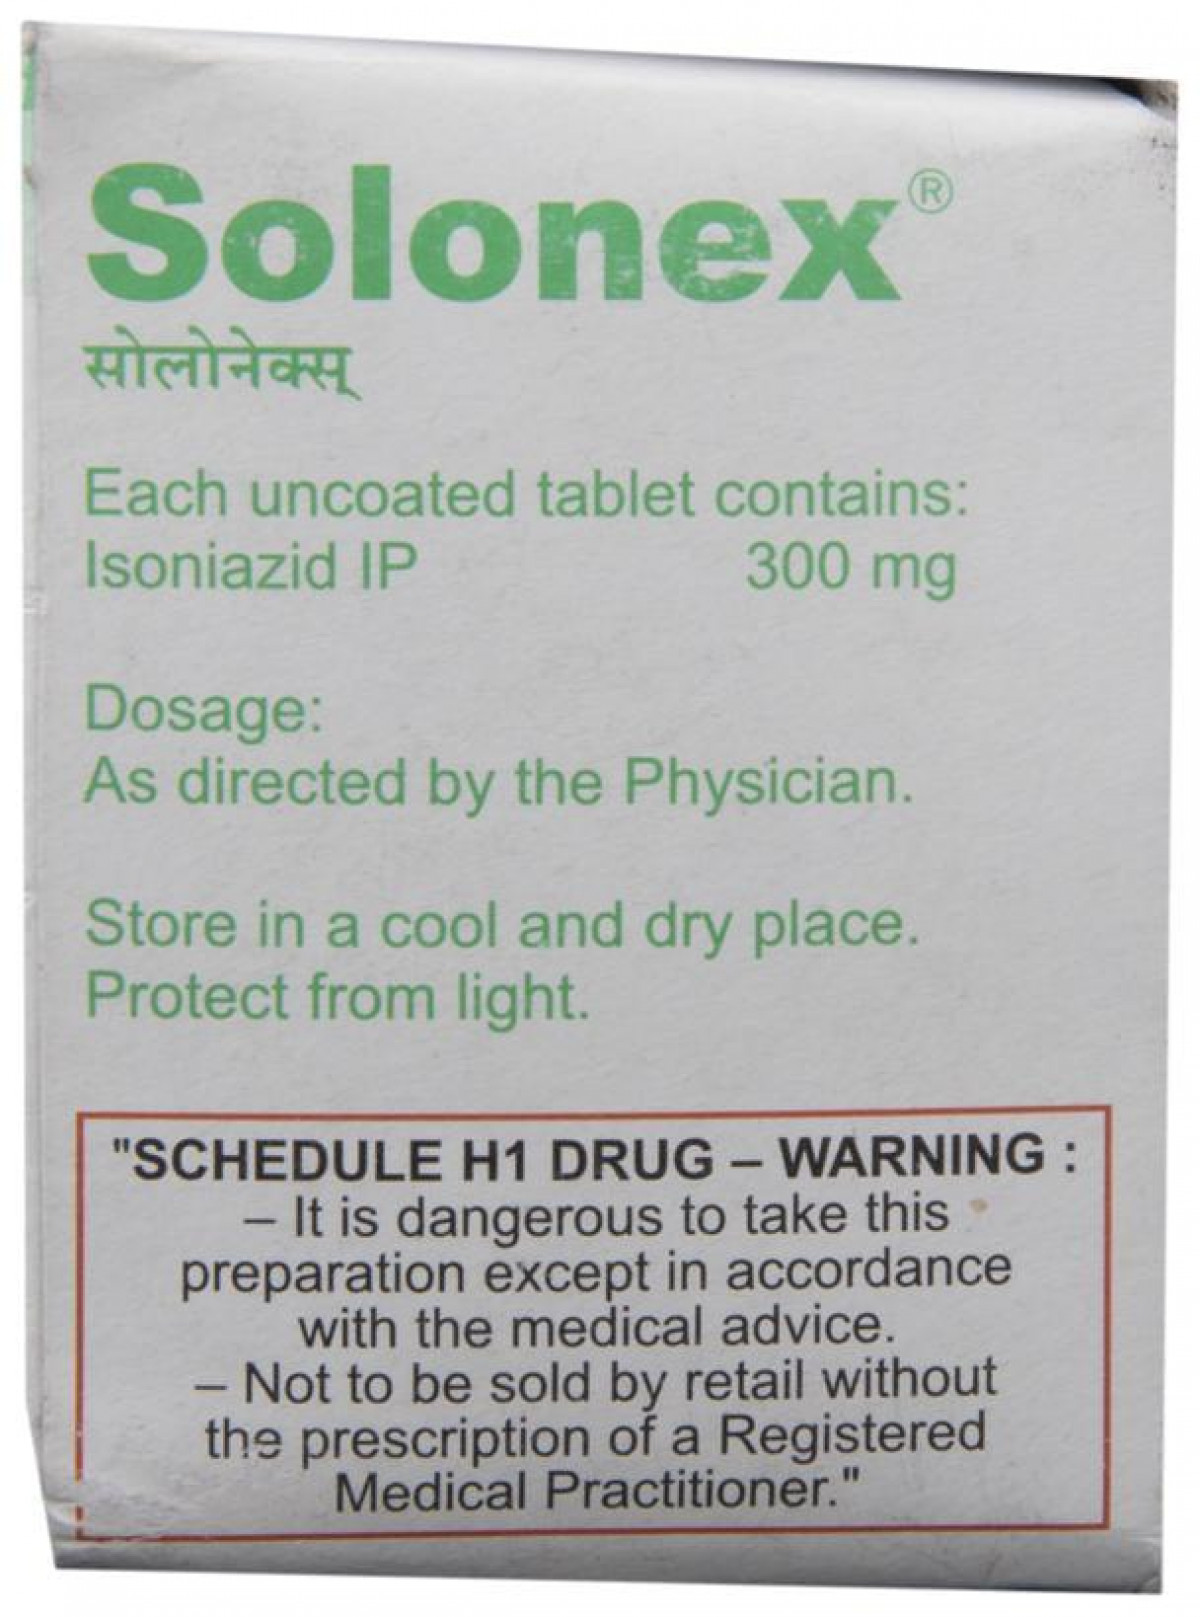 Solonex®
सोलोनेक्स्
Each uncoated tablet contains:
Isoniazid IP 300 mg
Dosage:
As directed by the Physician.
Store in a cool and dry place.
Protect from light.
"SCHEDULE H1 DRUG – WARNING :
– It is dangerous to take this
preparation except in accordance
with the medical advice.
– Not to be sold by retail without
the prescription of a Registered
Medical Practitioner."